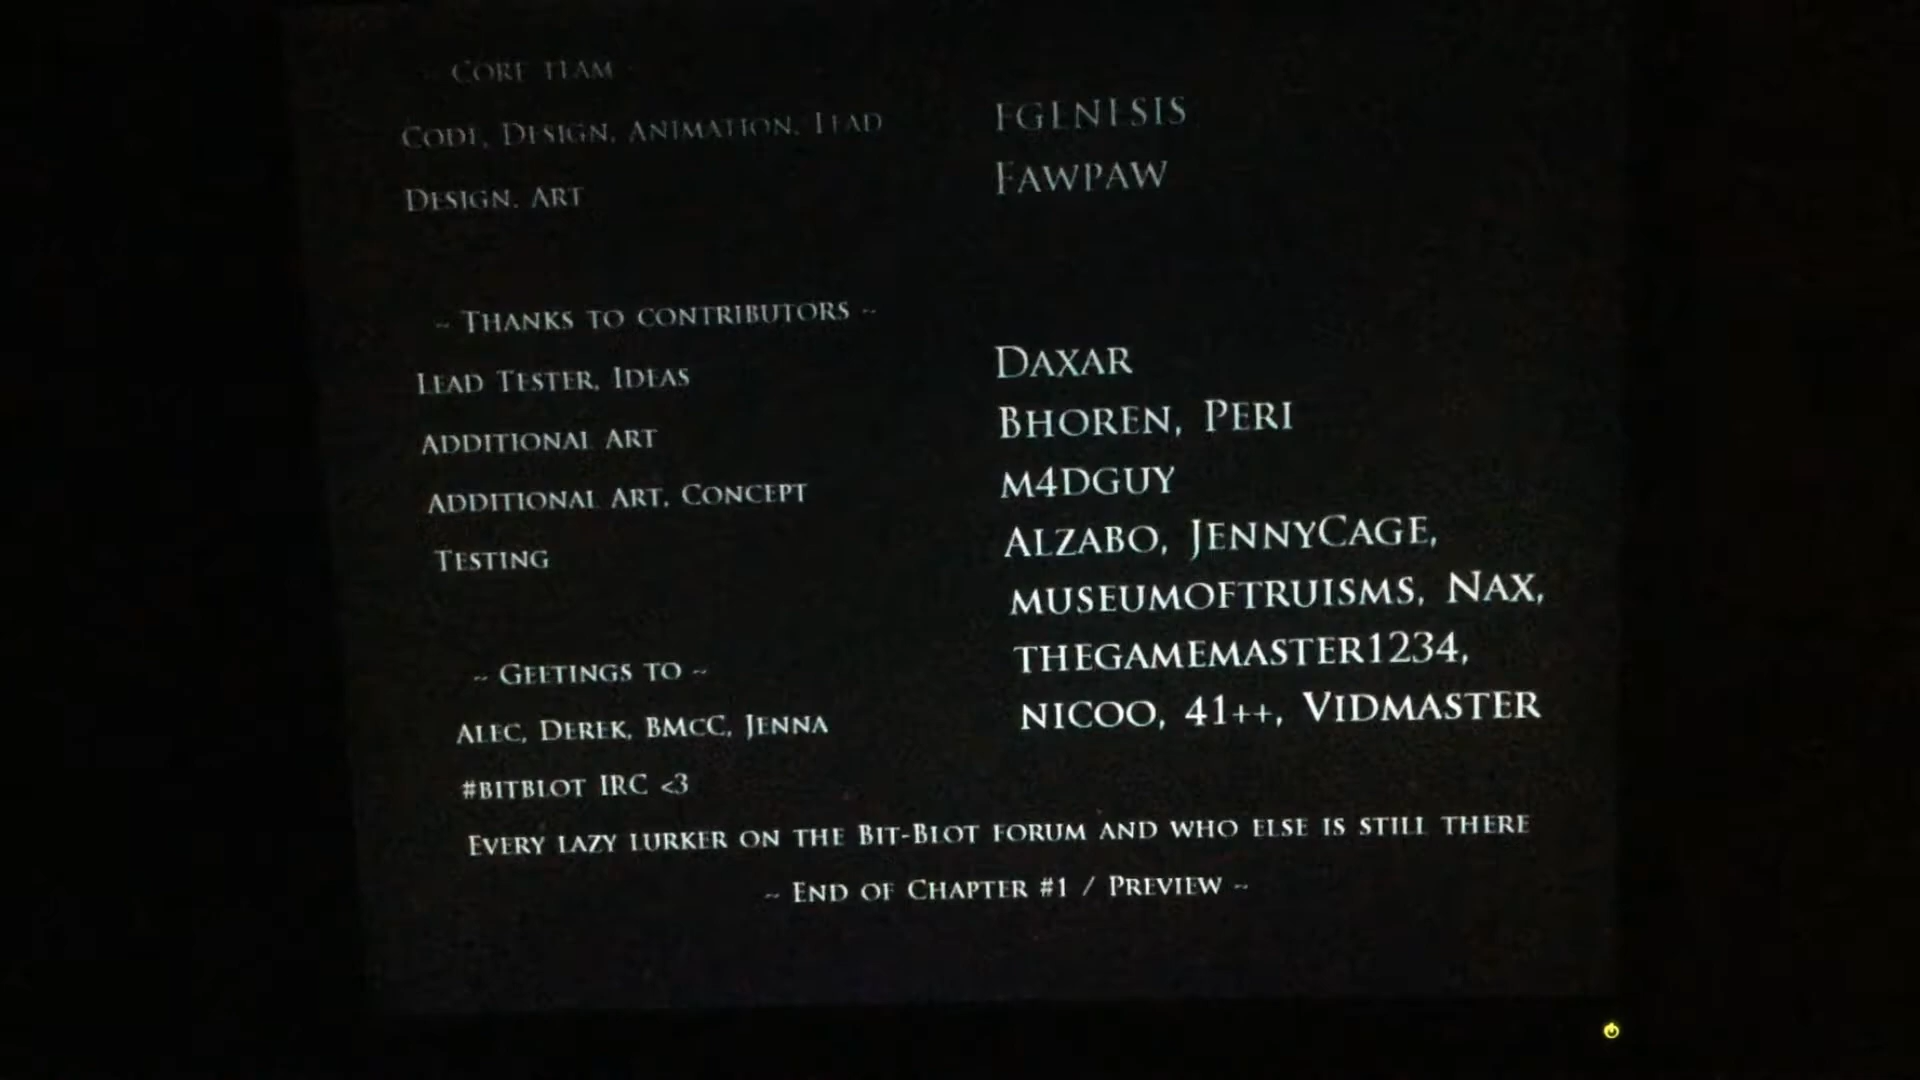 ~ Core team ~
Code, Design, Animation, Lead
fgenesis
Design, Art
Fawpaw
~ Thanks to contributors ~
Lead Tester, Ideas
Daxar
Additional Art
Bhoren, Peri
Additional Art, Concept
m4dguy
Testing
Alzabo, JennyCage,
museumoftruisms, Nax,
thegamemaster1234,
nicoo, 41++, Vidmaster
~ Geetings to ~
Alec, Derek, BMcC, Jenna
#bitblot IRC <3
Every lazy lurker on the Bit-Blot forum and who else is still there
~ End of Chapter #1 / Preview ~